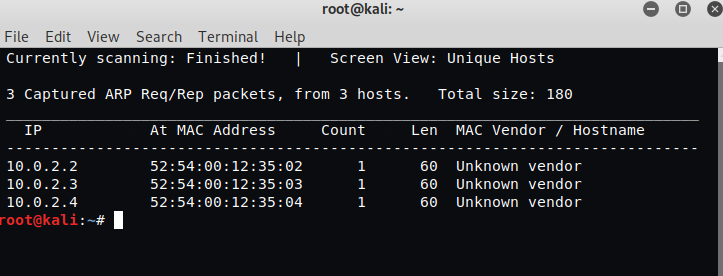 root@kali: ~
File Edit View Search Terminal Help
Currently scanning: Finished! | Screen View: Unique Hosts
3 Captured ARP Req/Rep packets, from 3 hosts. Total size: 180
_____________________________________________________________________________
IP At MAC Address Count Len MAC Vendor / Hostname
-----------------------------------------------------------------------------
10.0.2.2 52:54:00:12:35:02 1 60 Unknown vendor
10.0.2.3 52:54:00:12:35:03 1 60 Unknown vendor
10.0.2.4 52:54:00:12:35:04 1 60 Unknown vendor
root@kali:~#